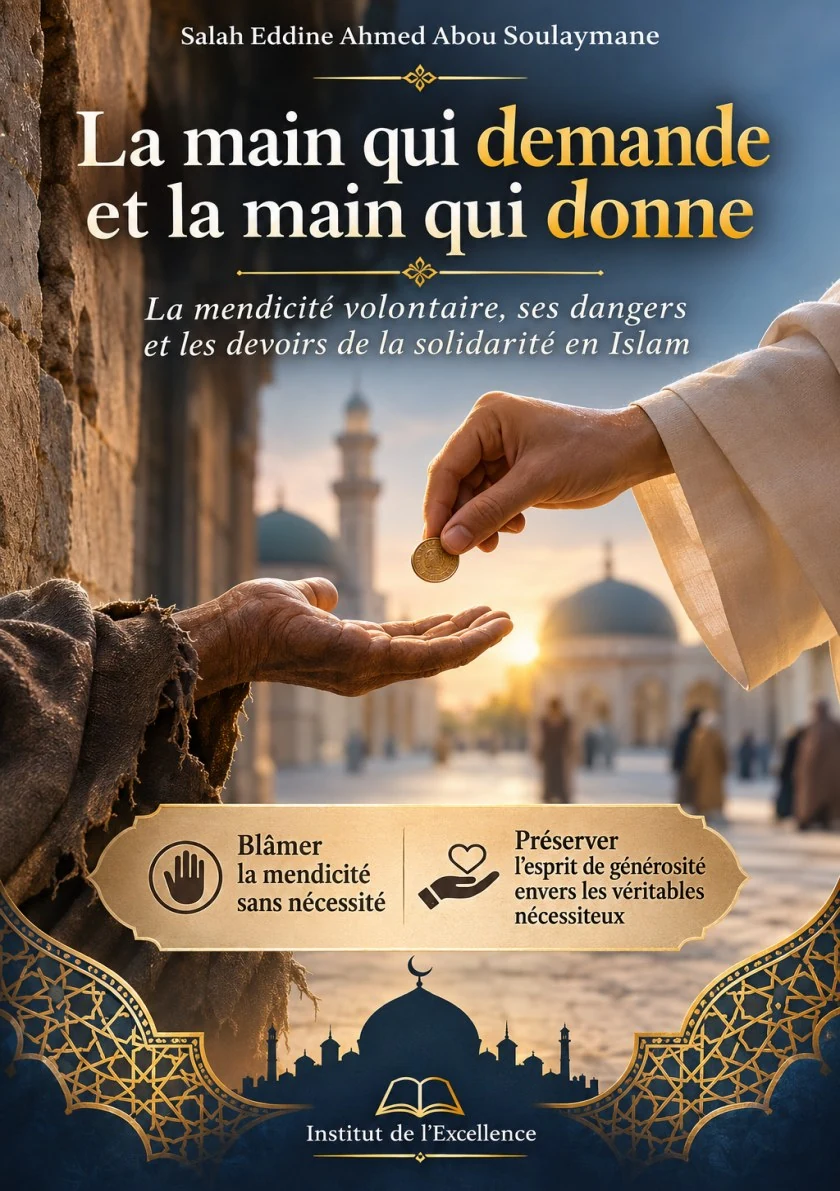 Salah Eddine Ahmed Abou Soulaymane
La main qui demande
et la main qui donne
La mendicité volontaire, ses dangers
et les devoirs de la solidarité en Islam
Blâmer
la mendicité
sans nécessité
Préserver
l'esprit de générosité
envers les véritables
nécessiteux
Institut de l'Excellence